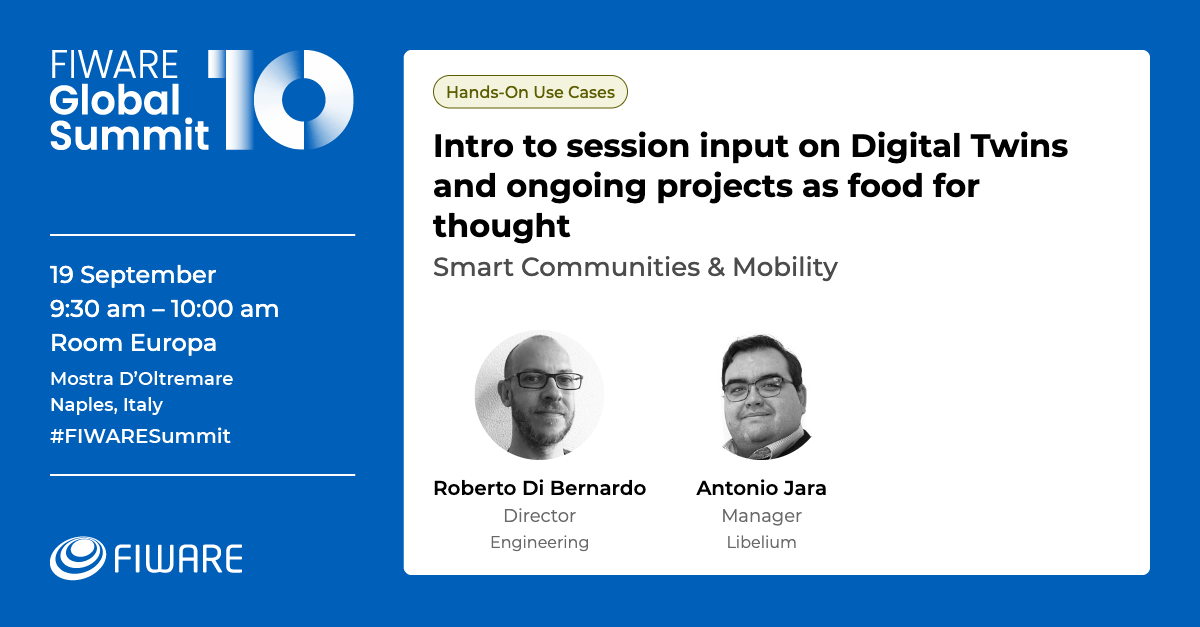 FIWARE
Global
Summit
10
19 September
9:30 am – 10:00 am
Room Europa
Mostra D’Oltremare
Naples, Italy
#FIWARESummit
FIWARE
Hands-On Use Cases
Intro to session input on Digital Twins
and ongoing projects as food for
thought
Smart Communities & Mobility
Roberto Di Bernardo
Director
Engineering
Antonio Jara
Manager
Libelium